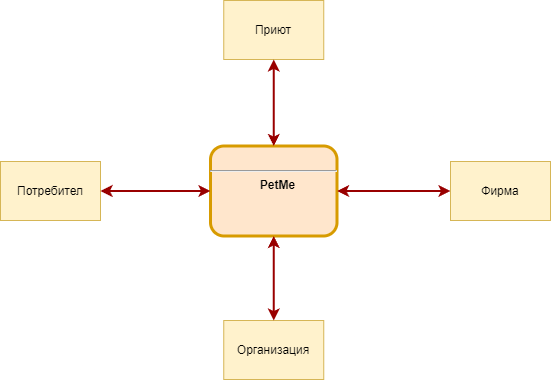 Приют
Потребител
PetMe
Фирма
Организация